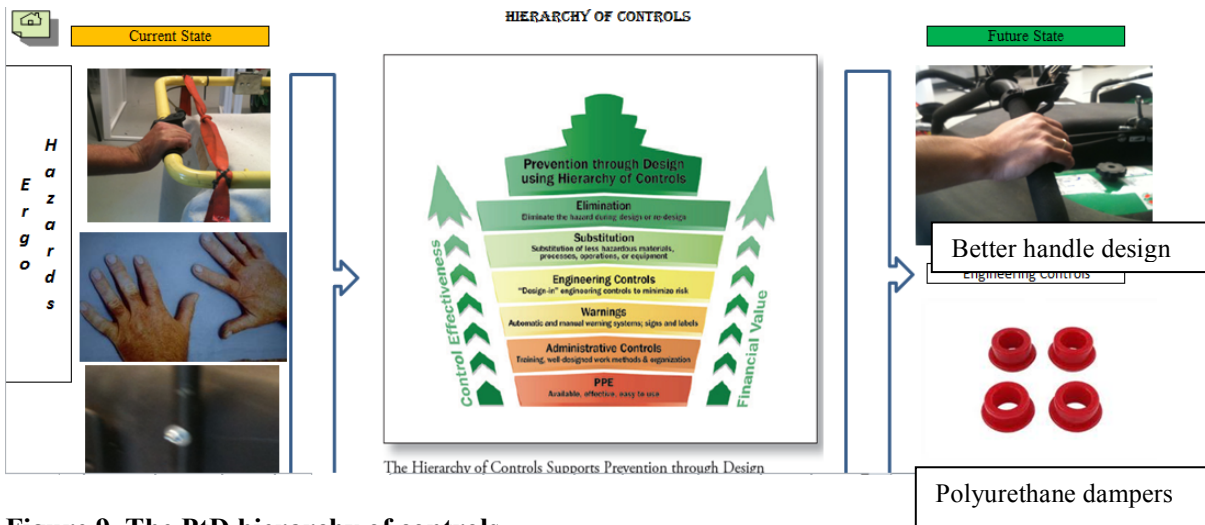 HIERARCHY OF CONTROLS
Current State
Future State
Ergo
Hazards
Prevention through Design
using Hierarchy of Controls
Elimination
Eliminate the hazard during design or re-design
Substitution
Substitution of less hazardous materials,
processes, operations, or equipment
Engineering Controls
"Design-in" engineering controls to minimize risk
Warnings
Automatic and manual warning systems; signs and labels
Administrative Controls
Training, well designed work methods & organization
PPE
Available, effective, easy to use
Control Effectiveness
Financial Value
The Hierarchy of Controls Supports Prevention through Design
Better handle design
Engineering Controls
Polyurethane dampers
Figure 9. The PtD hierarchy of controls